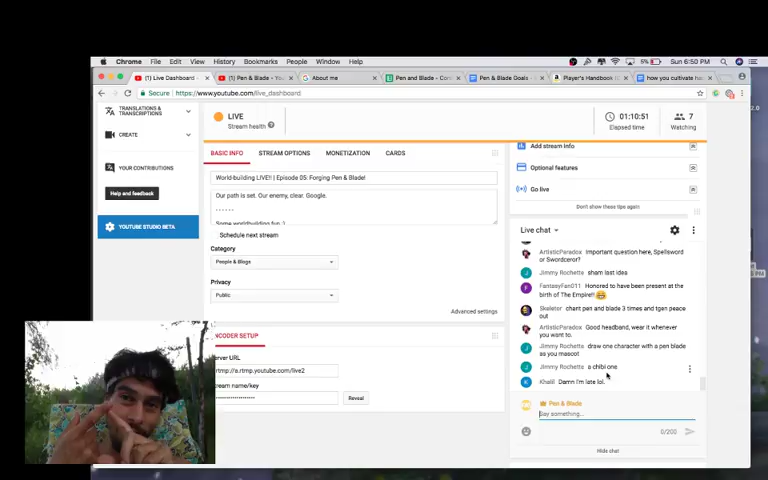 Chrome File Edit View History Bookmarks People Window Help 5% Sun 6:50 PM
(1) Live Dashboard - (1) Pen & Blade - You About me Pen and Blade - Con Pen & Blade Goals - Player's Handbook how you cultivate ha
Secure https://www.youtube.com/live_dashboard
TRANSLATIONS & TRANSCRIPTIONS
CREATE
YOUR CONTRIBUTIONS
Help and feedback
YOUTUBE STUDIO BETA
LIVE
Stream health
01:10:51
Elapsed time
7
Watching
BASIC INFO STREAM OPTIONS MONETIZATION CARDS
World-building LIVE!! | Episode 05: Forging Pen & Blade!
Our path is set. Our enemy, clear. Google.
- - - - - -
Some worldbuilding fun :)
Schedule next stream
Category
People & Blogs
Privacy
Public
Advanced settings
ENCODER SETUP
Server URL
rtmp://a.rtmp.youtube.com/live2
Stream name/key
Reveal
Add stream info
Optional features
Go live
Don't show these tips again
Live chat
ArtisticParadox Important question here, Spellsword
or Swordceror?
Jimmy Rochette sham last idea
FantasyFan011 Honored to have been present at the
birth of The Empire!!
Skeletor chant pen and blade 3 times and tgen peace
out
ArtisticParadox Good headband, wear it whenever
you want to.
Jimmy Rochette draw one character with a pen blade
as you mascot
Jimmy Rochette a chibi one
Khalil Damn I'm late lol.
Pen & Blade
Say something...
0/200
Hide chat